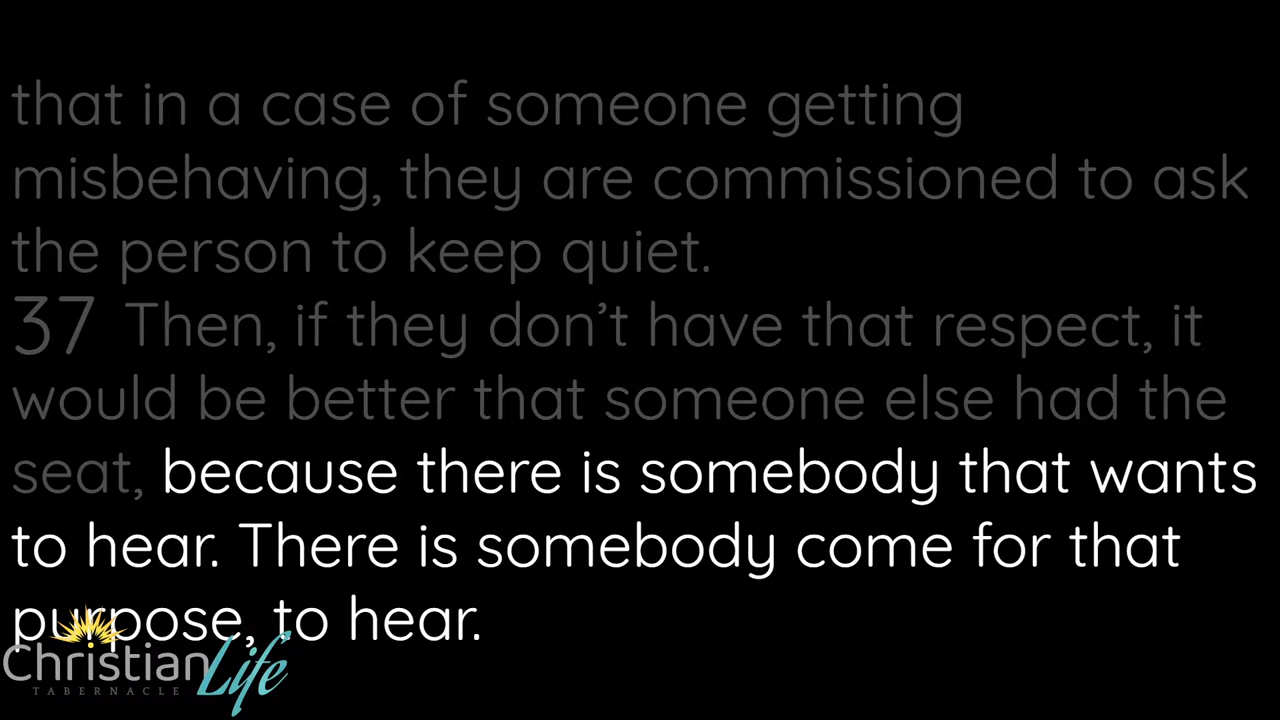 that in a case of someone getting
misbehaving, they are commissioned to ask
the person to keep quiet.
37 Then, if they don’t have that respect, it
would be better that someone else had the
seat, because there is somebody that wants
to hear. There is somebody come for that
purpose, to hear.
Christian Life
TABERNACLE